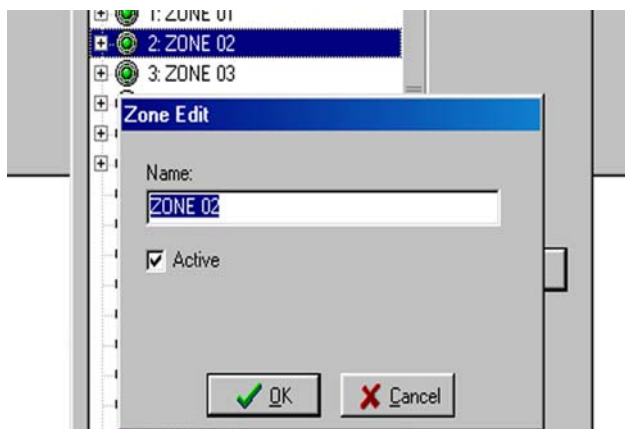 1: ZONE 01
2: ZONE 02
3: ZONE 03
Zone Edit
Name:
ZONE 02
Active
OK
Cancel